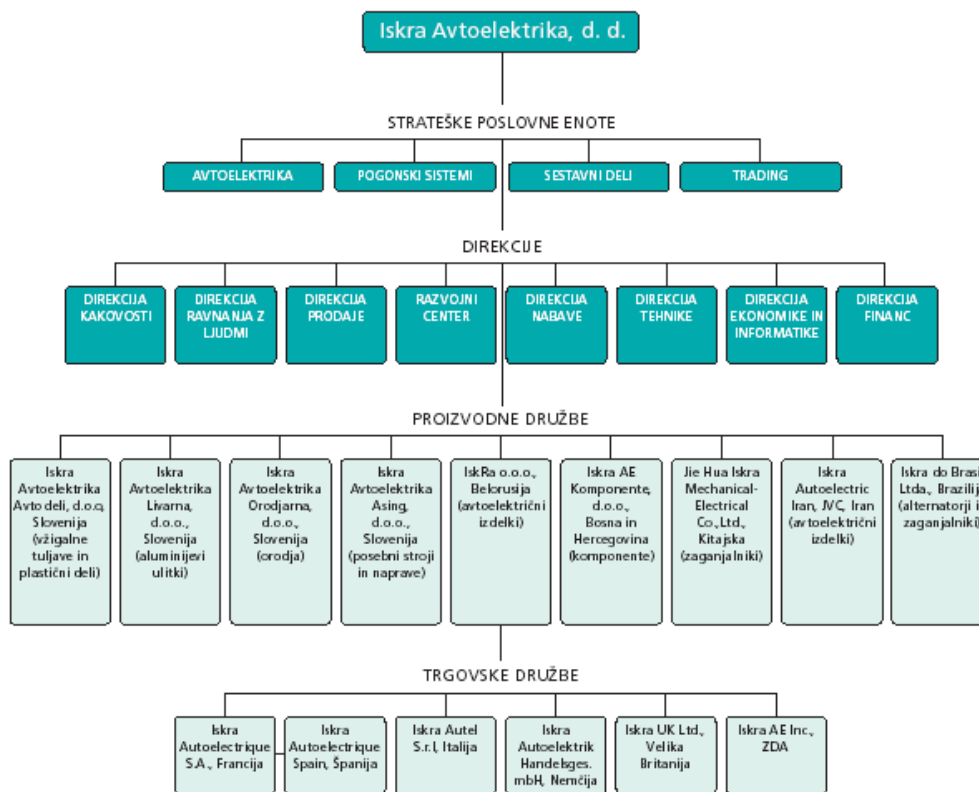 Iskra Avtoelektrika, d. d.
STRATEŠKE POSLOVNE ENOTE
AVTOELEKTRIKA
POGONSKI SISTEMI
SESTAVNI DELI
TRADING
DIREKCIJE
DIREKCIJA
KAKOVOSTI
DIREKCIJA
RAVNANJA Z
LJUDMI
DIREKCIJA
PRODAJE
RAZVOJNI
CENTER
DIREKCIJA
NABAVE
DIREKCIJA
TEHNIKE
DIREKCIJA
EKONOMIKE IN
INFORMATIKE
DIREKCIJA
FINANC
PROIZVODNE DRUŽBE
Iskra
Avtoelektrika
Avto deli, d.o.o,
Slovenija
(vžigalne
tuljave in
plastični deli)
Iskra
Avtoelektrika
Livarna,
d.o.o.,
Slovenija
(aluminijevi
ulitki)
Iskra
Avtoelektrika
Orodjarna,
d.o.o.,
Slovenija
(orodja)
Iskra
Avtoelektrika
Asing,
d.o.o.,
Slovenija
(posebni stroji
in naprave)
IskRa o.o.o.,
Belorusija
(avtoelektrični
izdelki)
Iskra AE
Komponente,
d.o.o.,
Bosna in
Hercegovina
(komponente)
Jie Hua Iskra
Mechanical-
Electrical
Co.,Ltd.,
Kitajska
(zaganjalniki)
Iskra
Autoelectric
Iran, JVC, Iran
(avtoelektrični
izdelki)
Iskra do Brasi
Ltda., Brazilij
(alternatorji i
zaganjalniki)
TRGOVSKE DRUŽBE
Iskra
Autoelectrique
S.A., Francija
Iskra
Autoelectrique
Spain, Španija
Iskra Autel
S.r.l, Italija
Iskra
Autoelektrik
Handelsges.
mbH, Nemčija
Iskra UK Ltd.,
Velika
Britanija
Iskra AE Inc.,
ZDA